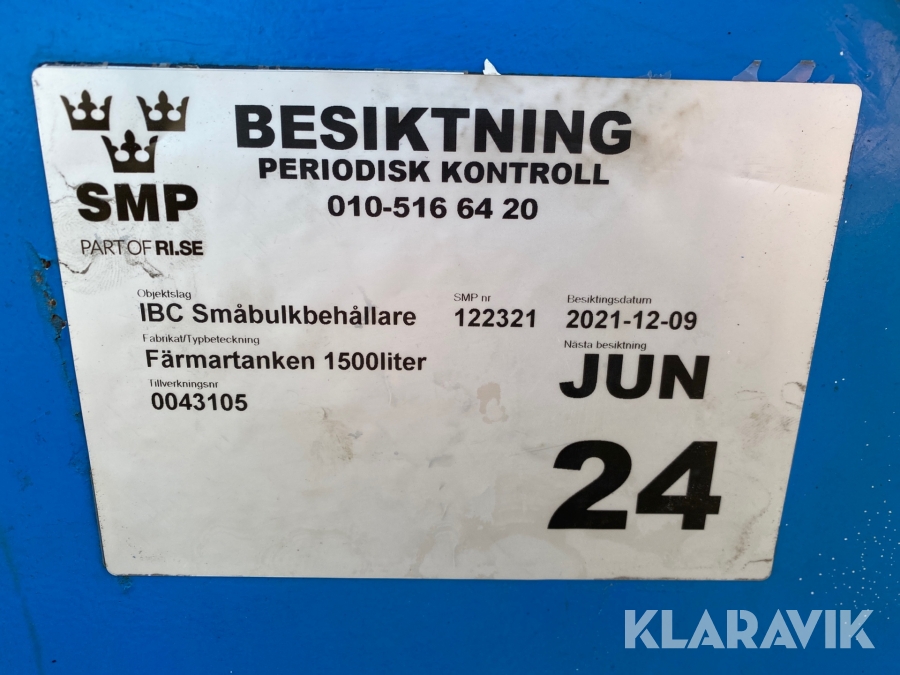 BESIKTNING
PERIODISK KONTROLL
010-516 64 20
SMP
PART OF RI.SE
Objektslag
IBC Småbulkbehållare
SMP nr
122321
Besiktingsdatum
2021-12-09
Fabrikat/Typbeteckning
Färmartanken 1500liter
Nästa besiktning
JUN
24
Tillverkningsnr
0043105
KLARAVIK